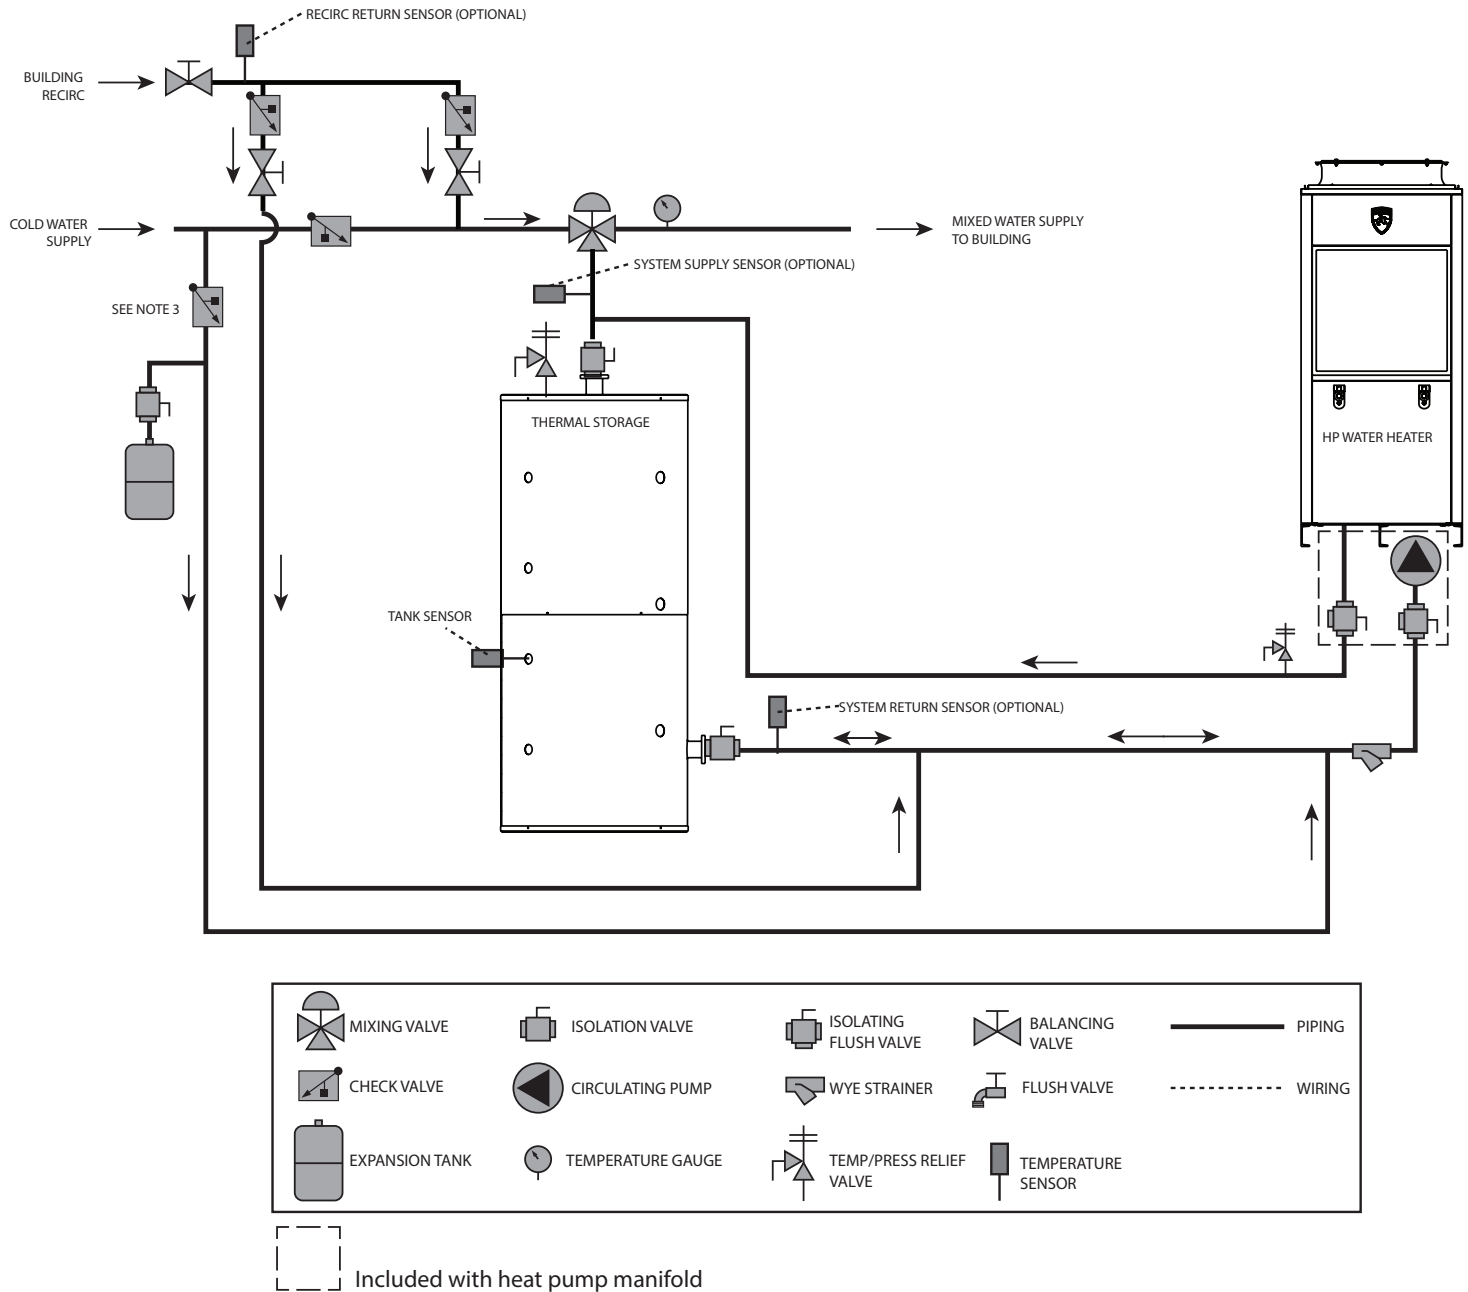 RECIRC RETURN SENSOR (OPTIONAL)
BUILDING
RECIRC
COLD WATER
SUPPLY
MIXED WATER SUPPLY
TO BUILDING
SYSTEM SUPPLY SENSOR (OPTIONAL)
SEE NOTE 3
THERMAL STORAGE
HP WATER HEATER
TANK SENSOR
SYSTEM RETURN SENSOR (OPTIONAL)
MIXING VALVE
ISOLATION VALVE
ISOLATING
FLUSH VALVE
BALANCING
VALVE
PIPING
CHECK VALVE
CIRCULATING PUMP
WYE STRAINER
FLUSH VALVE
WIRING
EXPANSION TANK
TEMPERATURE GAUGE
TEMP/PRESS RELIEF
VALVE
TEMPERATURE
SENSOR
Included with heat pump manifold